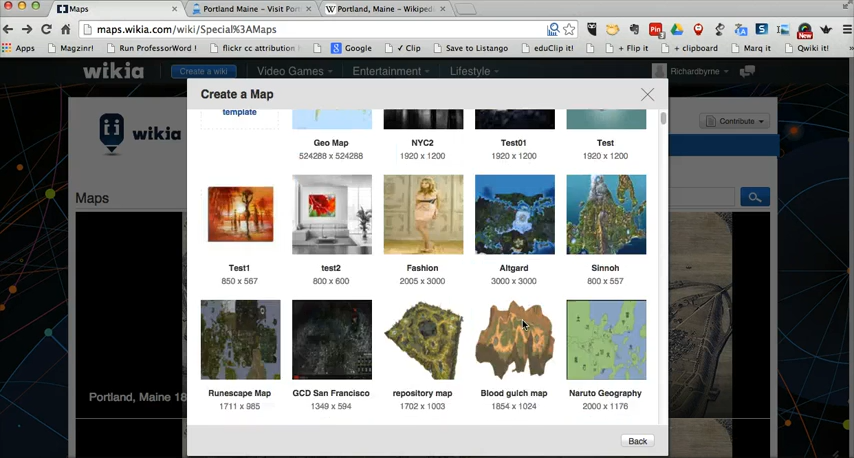 Maps
Portland Maine – Visit Por
Portland, Maine – Wikiped
maps.wikia.com/wiki/Special%3AMaps
Apps Magzinr! Run ProfessorWord ! flickr cc attribution Google ✓ Clip Save to Listango eduClip it! + Flip it + clipboard Marq it Qwiki it!
wikia Create a wiki Video Games Entertainment Lifestyle Richardbyrne
Create a Map
wikia
Contribute
template
Geo Map NYC2 Test01 Test
524288 x 524288 1920 x 1200 1920 x 1200 1920 x 1200
Maps
Test1 test2 Fashion Altgard Sinnoh
850 x 567 800 x 600 2005 x 3000 3000 x 3000 800 x 557
Runescape Map GCD San Francisco repository map Blood gulch map Naruto Geography
Portland, Maine 18
1711 x 985 1349 x 594 1702 x 1003 1854 x 1024 2000 x 1176
Back